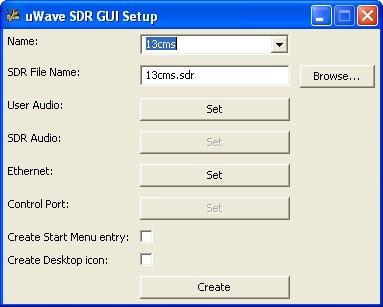 uWave SDR GUI Setup
Name: 13cms
SDR File Name: 13cms.sdr Browse...
User Audio: Set
SDR Audio: Set
Ethernet: Set
Control Port: Set
Create Start Menu entry:
Create Desktop icon:
Create